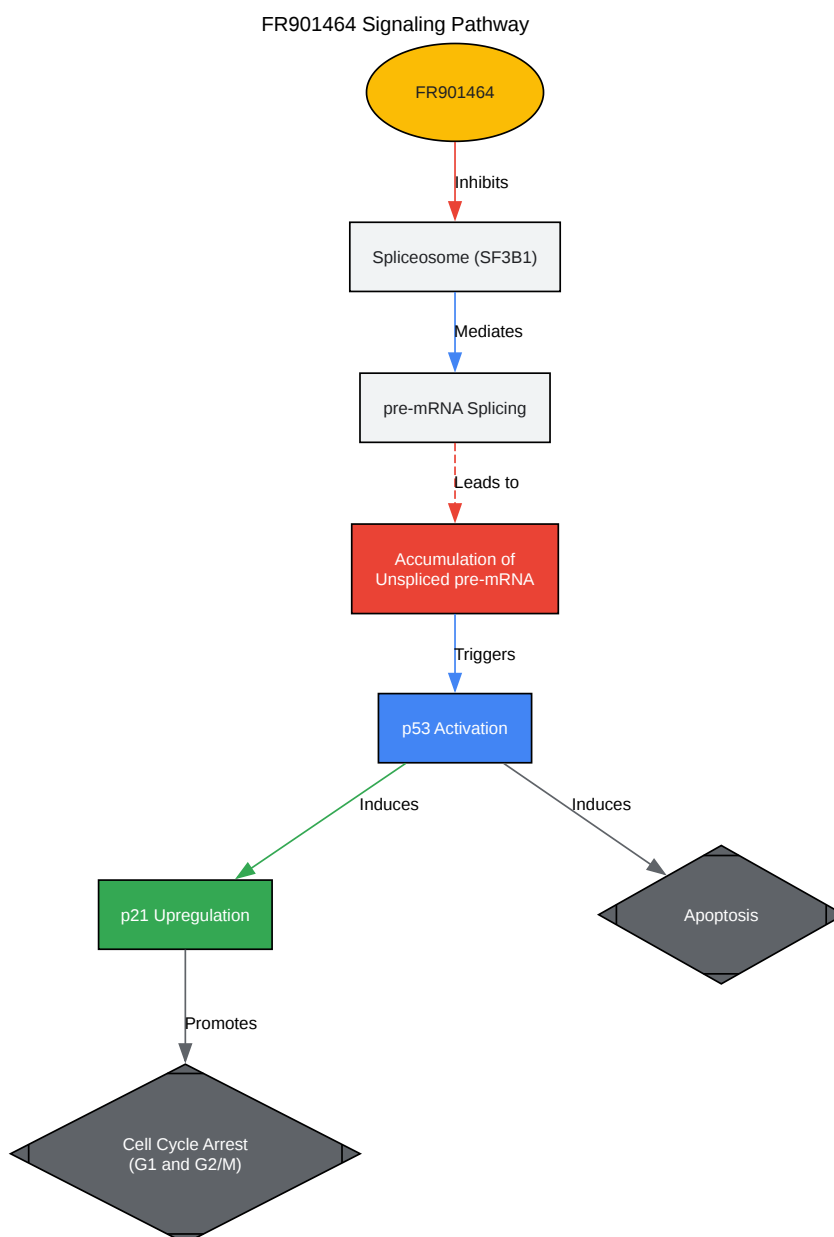 FR901464 Signaling Pathway
FR901464
Inhibits
Spliceosome (SF3B1)
Mediates
pre-mRNA Splicing
Leads to
Accumulation of
Unspliced pre-mRNA
Triggers
p53 Activation
Induces
Induces
p21 Upregulation
Apoptosis
Promotes
Cell Cycle Arrest
(G1 and G2/M)